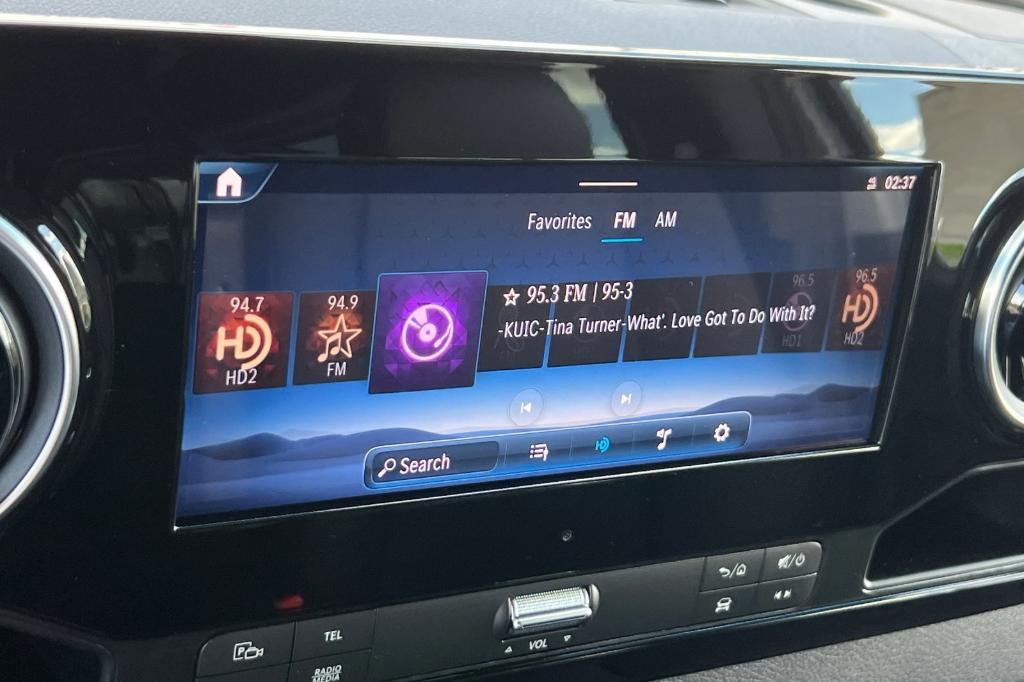 02:37
Favorites FM AM
94.7
HD2
94.9
FM
95.3 FM | 95-3
-KUIC-Tina Turner-What'. Love Got To Do With It?
96.5
HD1
96.5
HD
HD2
Search
HD
TEL
RADIO
MEDIA
VOL
P